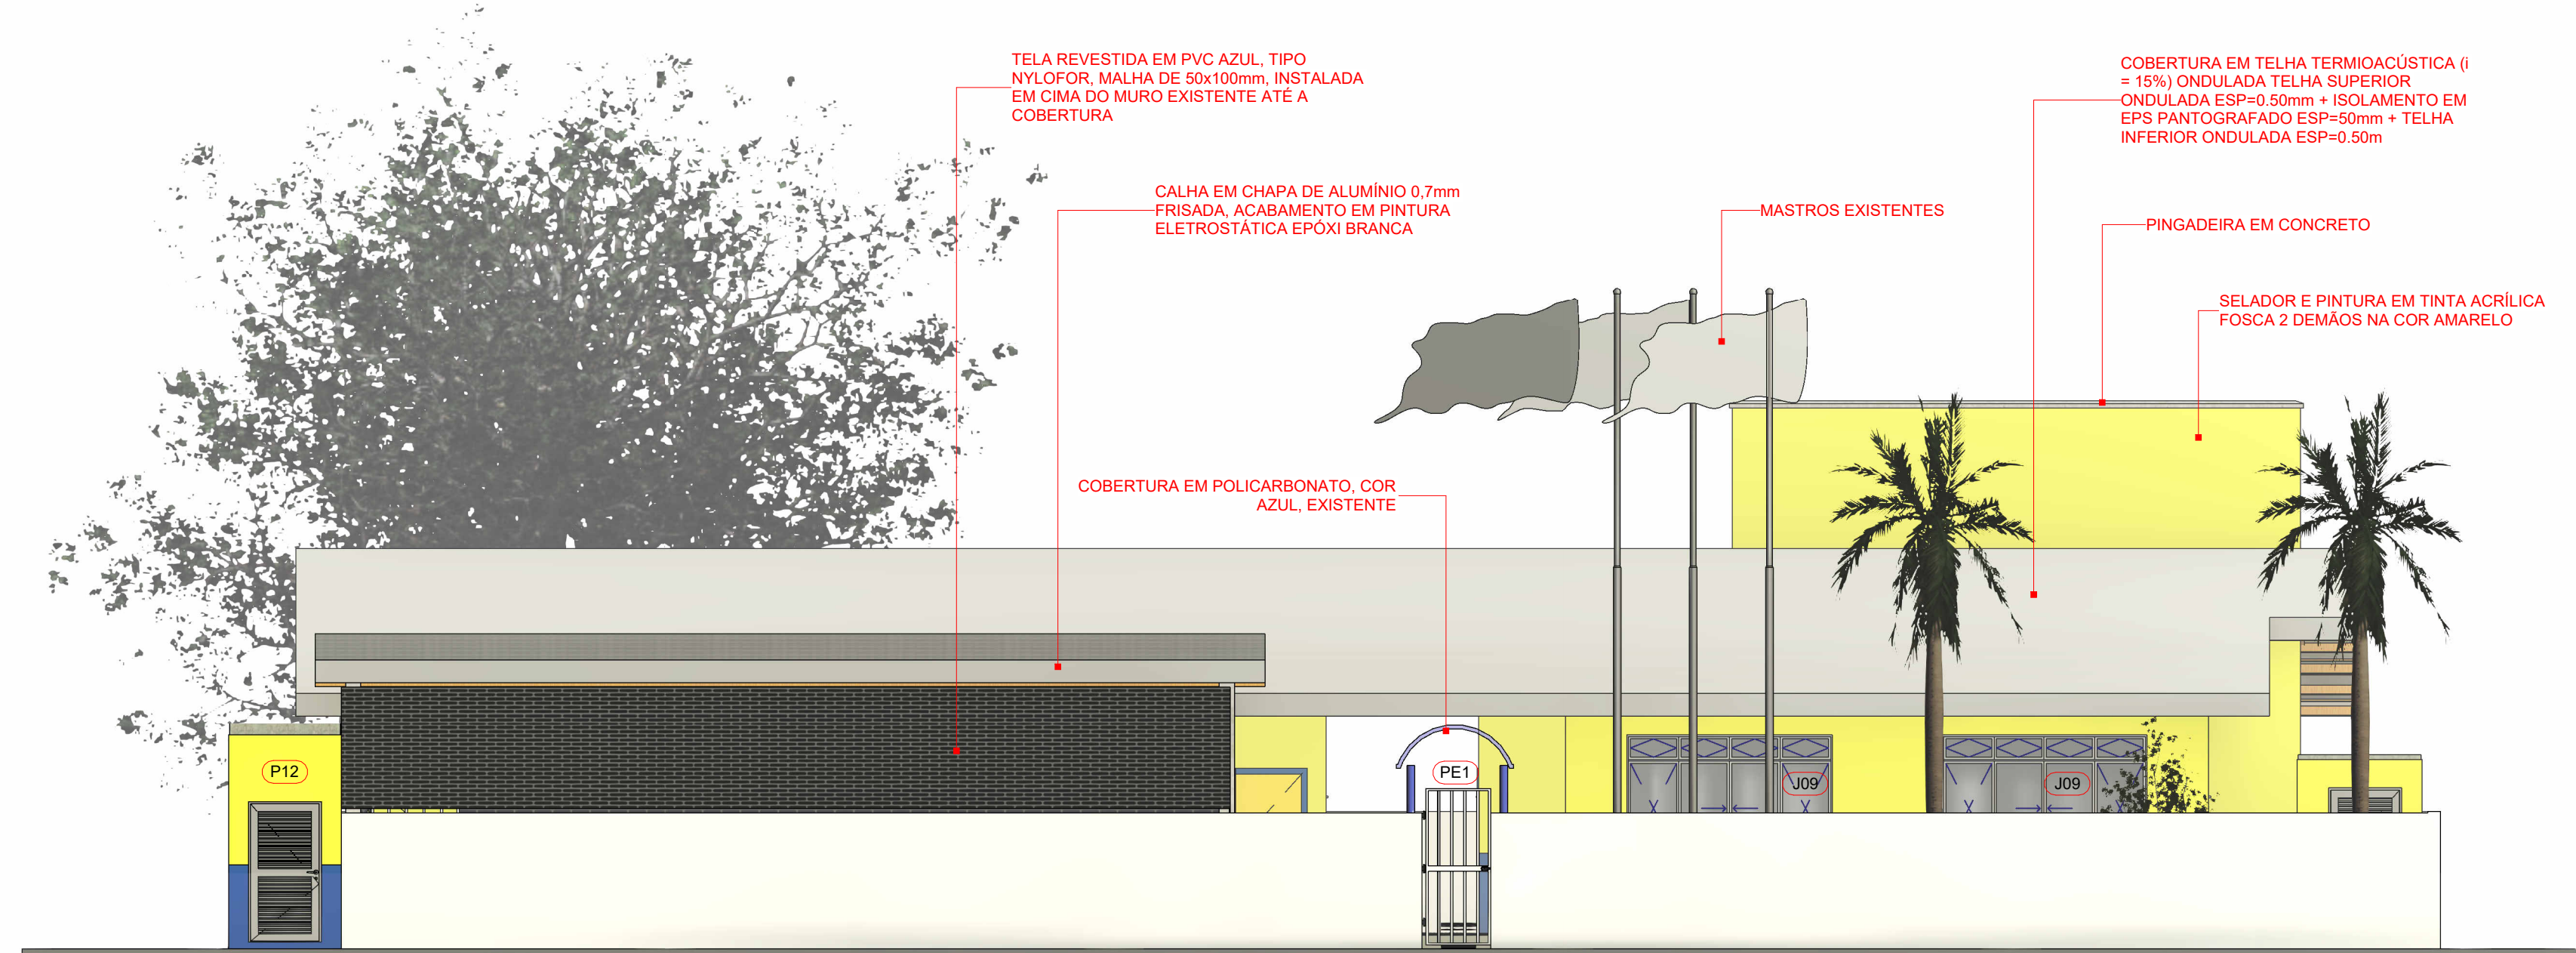 TELA REVESTIDA EM PVC AZUL, TIPO
NYLOFOR, MALHA DE 50x100mm, INSTALADA
EM CIMA DO MURO EXISTENTE ATÉ A
COBERTURA
COBERTURA EM TELHA TERMIOACÚSTICA (i
= 15%) ONDULADA TELHA SUPERIOR
ONDULADA ESP=0.50mm + ISOLAMENTO EM
EPS PANTOGRAFADO ESP=50mm + TELHA
INFERIOR ONDULADA ESP=0.50m
CALHA EM CHAPA DE ALUMÍNIO 0,7mm
FRISADA, ACABAMENTO EM PINTURA
ELETROSTÁTICA EPÓXI BRANCA
MASTROS EXISTENTES
PINGADEIRA EM CONCRETO
SELADOR E PINTURA EM TINTA ACRÍLICA
FOSCA 2 DEMÃOS NA COR AMARELO
COBERTURA EM POLICARBONATO, COR
AZUL, EXISTENTE
P12
PE1
J09
J09